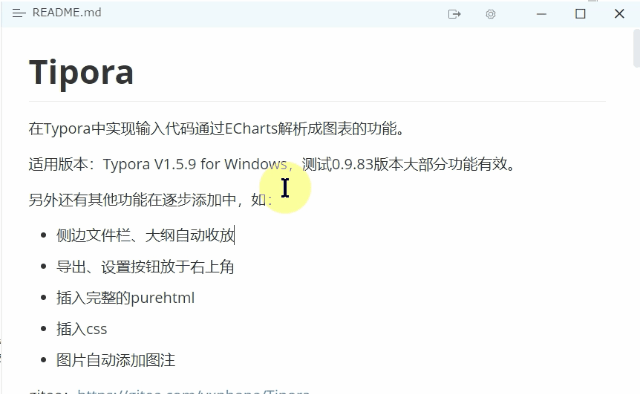 README.md
Tipora
在Typora中实现输入代码通过ECharts解析成图表的功能。
适用版本：Typora V1.5.9 for Windows，测试0.9.83版本大部分功能有效。
另外还有其他功能在逐步添加中，如：
侧边文件栏、大纲自动收放
导出、设置按钮放于右上角
插入完整的purehtml
插入css
图片自动添加图注